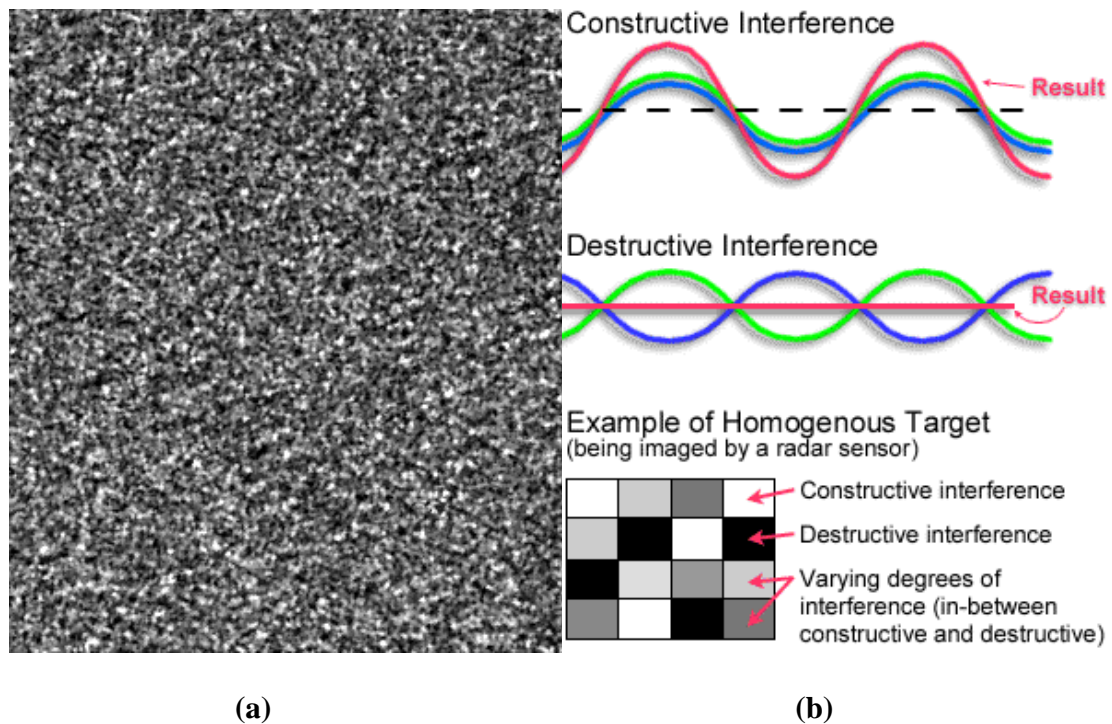 Constructive Interference
Result
Destructive Interference
Result
Example of Homogenous Target
(being imaged by a radar sensor)
Constructive interference
Destructive interference
Varying degrees of
interference (in-between
constructive and destructive)
(a)
(b)